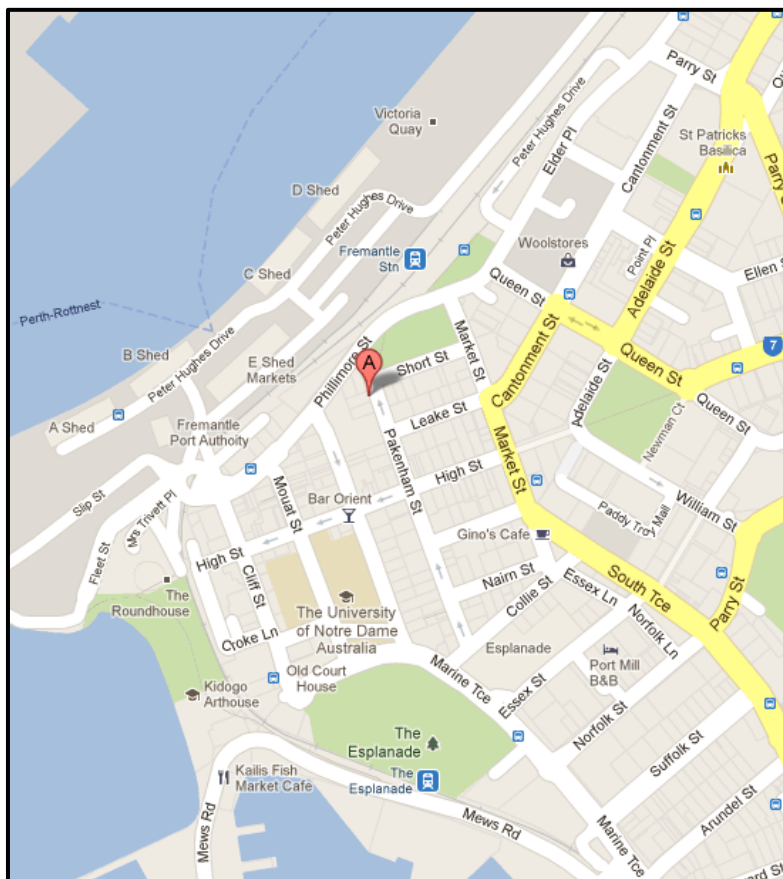 Parry St
Victoria
Quay
Peter Hughes Drive
Elder Pl
Cantonment St
St Patricks
Basilica
Parry
D Shed
Peter Hughes Drive
Fremantle
Stn
Woolstores
Point Pl
Adelaide St
Ellen S
C Shed
Queen St
Perth-Rottnest
Peter Hughes Drive
B Shed
E Shed
Markets
Phillimore St
A
Short St
Market St
Cantonment St
Queen St
7
Adelaide St
A Shed
Fremantle
Port Authoity
Leake St
Pakenham St
Market St
Newman Ct
Queen St
High St
Slip St
Mrs Trivett Pl
Mouat St
Bar Orient
Paddy Troy Mall
William St
Fleet St
High St
Gino's Cafe
Cliff St
Nairn St
Collie St
Essex Ln
South Tce
Parry St
The
Roundhouse
The University
of Notre Dame
Australia
Norfolk Ln
Croke Ln
Esplanade
Old Court
House
Marine Tce
Port Mill
B&B
Kidogo
Arthouse
Essex St
Norfolk St
The
Esplanade
Suffolk St
Kailis Fish
Market Cafe
The
Esplanade
Mews Rd
Mews Rd
Arundel St
Marine Tce
ard St